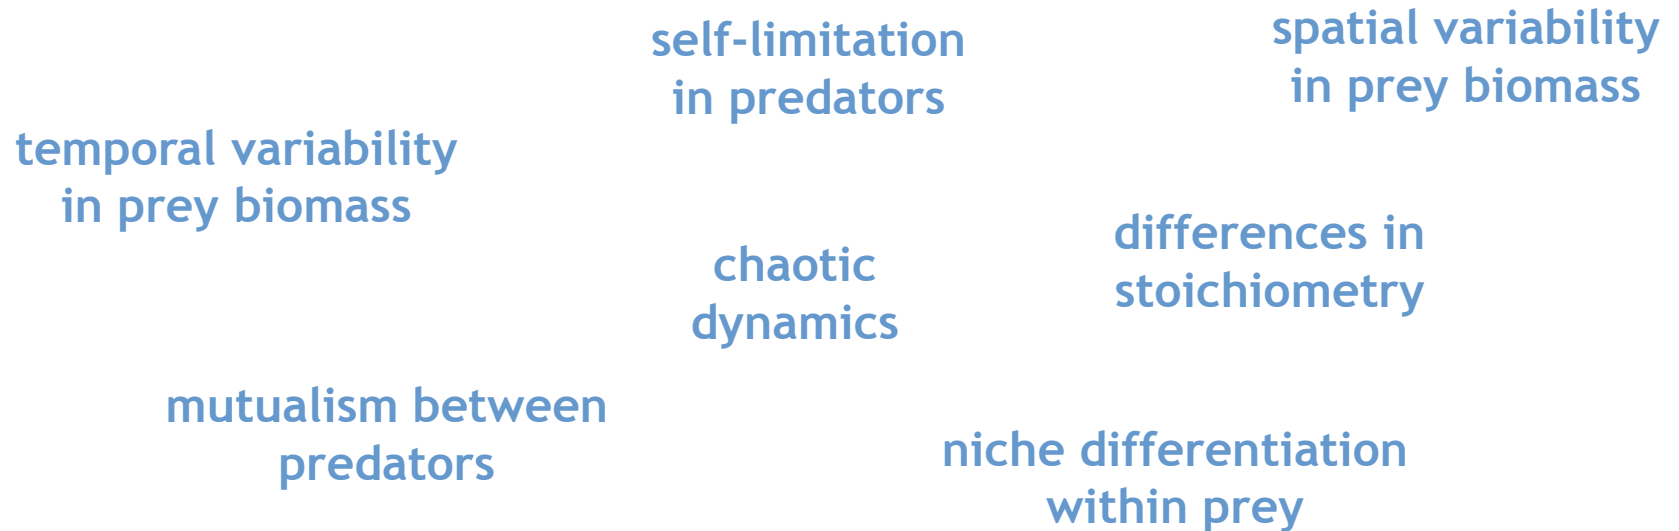 self-limitation
in predators
spatial variability
in prey biomass
temporal variability
in prey biomass
differences in
stoichiometry
chaotic
dynamics
mutualism between
predators
niche differentiation
within prey